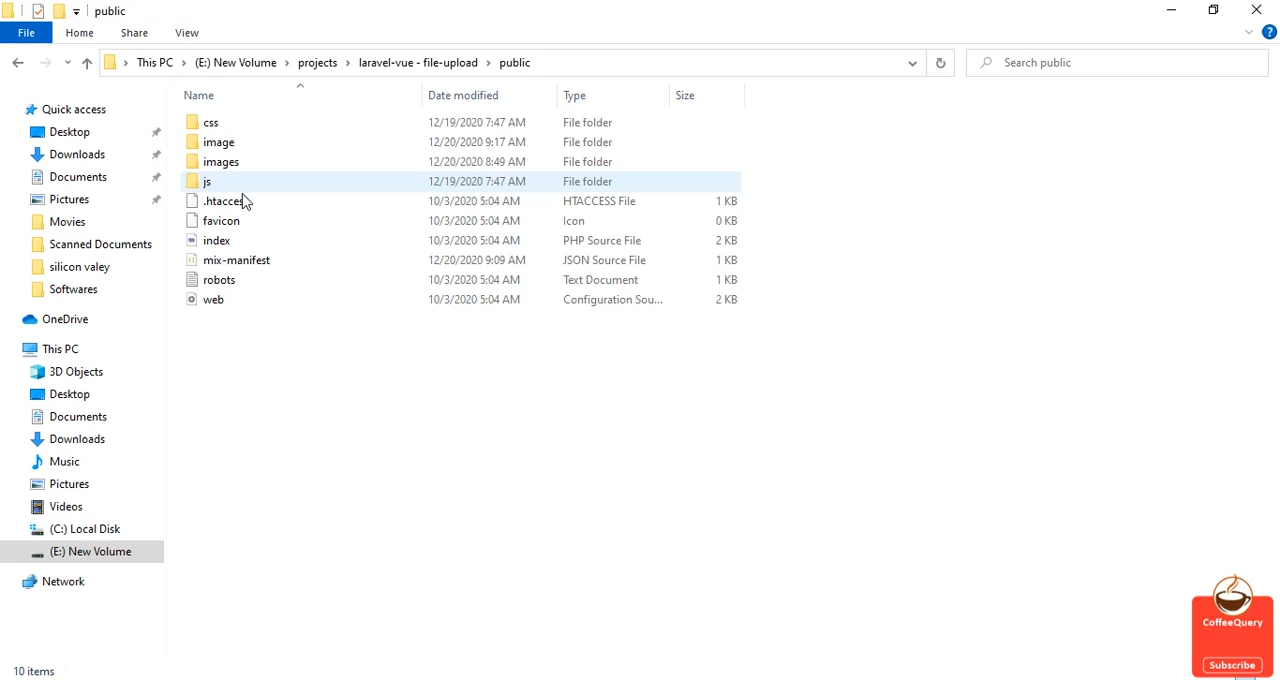 public
File Home Share View
This PC > (E:) New Volume > projects > laravel-vue - file-upload > public
Search public
Name Date modified Type Size
Quick access
Desktop
Downloads
Documents
Pictures
Movies
Scanned Documents
silicon valey
Softwares
OneDrive
This PC
3D Objects
Desktop
Documents
Downloads
Music
Pictures
Videos
(C:) Local Disk
(E:) New Volume
Network
css 12/19/2020 7:47 AM File folder
image 12/20/2020 9:17 AM File folder
images 12/20/2020 8:49 AM File folder
js 12/19/2020 7:47 AM File folder
10/3/2020 5:04 AM HTACCESS File 1 KB
favicon 10/3/2020 5:04 AM Icon 0 KB
index 10/3/2020 5:04 AM PHP Source File 2 KB
mix-manifest 12/20/2020 9:09 AM JSON Source File 1 KB
robots 10/3/2020 5:04 AM Text Document 1 KB
web 10/3/2020 5:04 AM Configuration Sou... 2 KB
10 items
CoffeeQuery
Subscribe